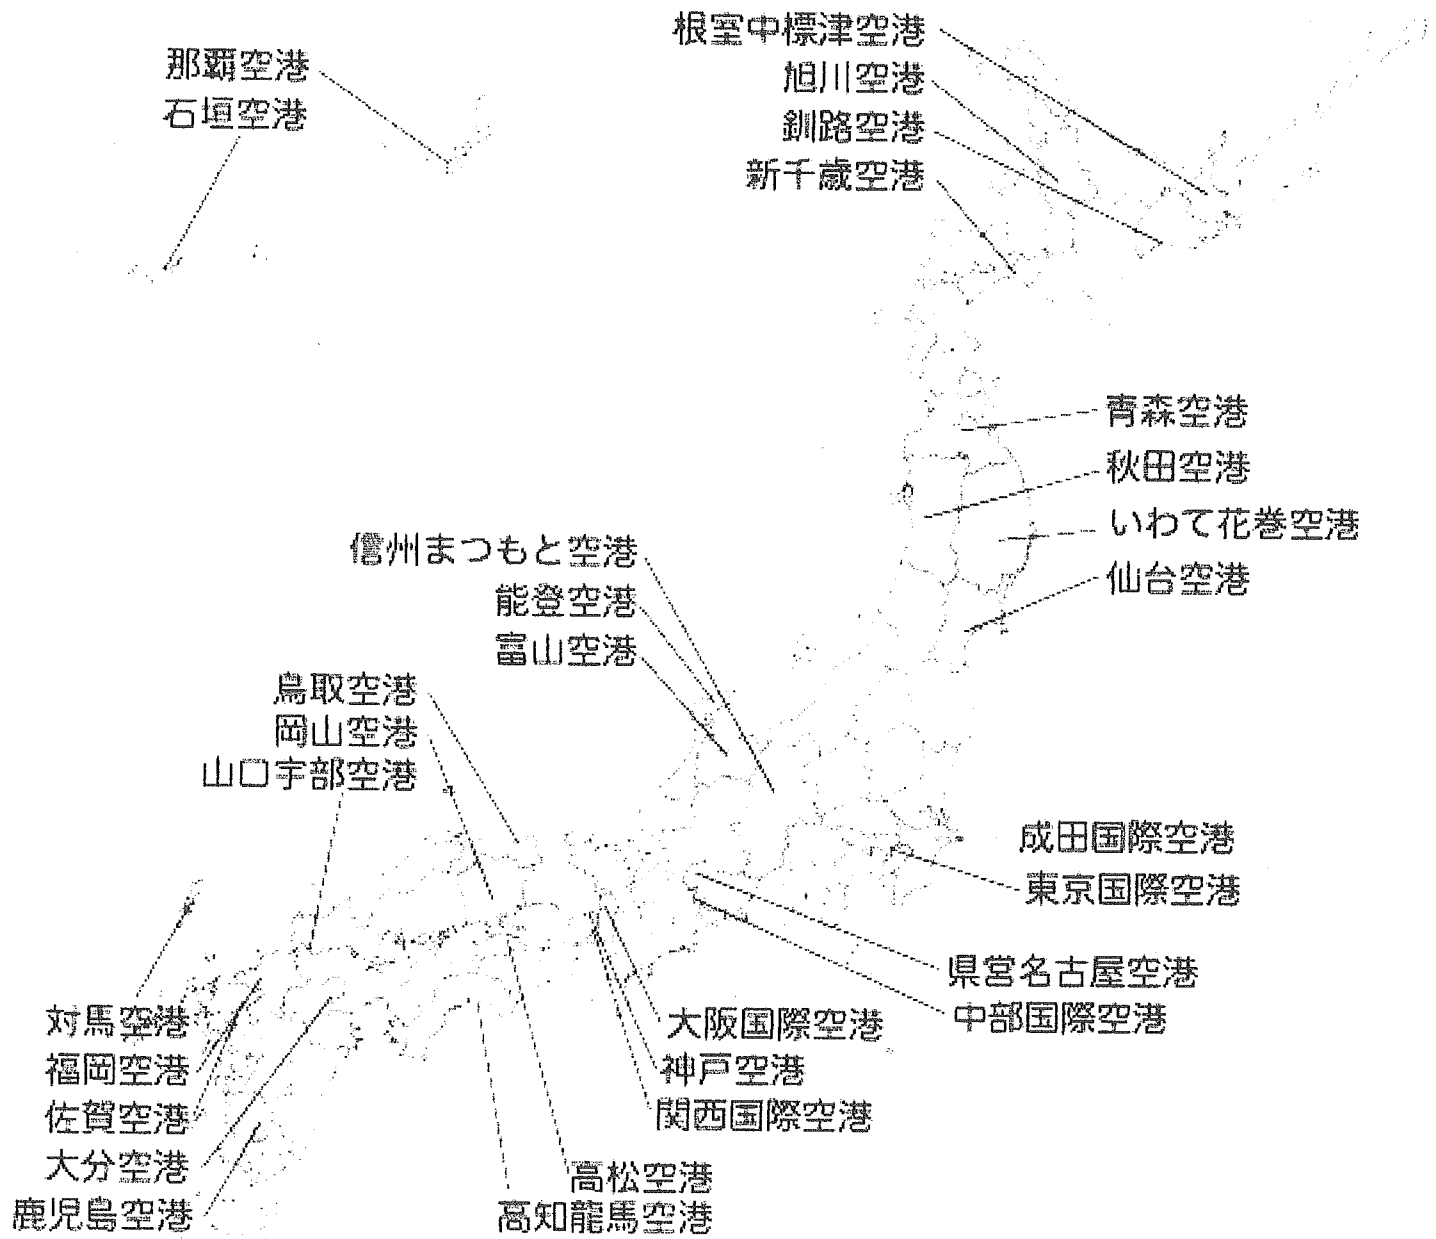 那覇空港
石垣空港
根室中標津空港
旭川空港
釧路空港
新千歳空港
青森空港
秋田空港
いわて花巻空港
仙台空港
信州まつもと空港
能登空港
富山空港
鳥取空港
岡山空港
山口宇部空港
成田国際空港
東京国際空港
県営名古屋空港
中部国際空港
対馬空港
福岡空港
佐賀空港
大分空港
鹿児島空港
大阪国際空港
神戸空港
関西国際空港
高松空港
高知龍馬空港